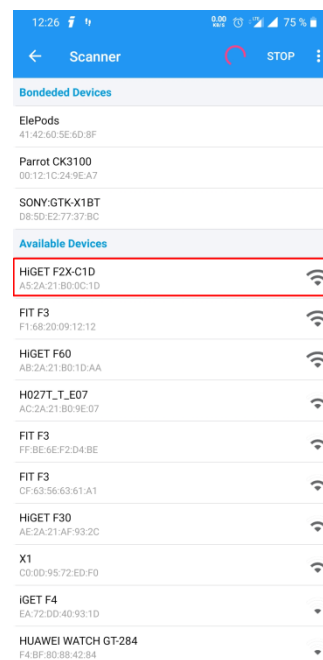 12:26
0.00
KB/S
75 %
Scanner
STOP
Bondeded Devices
ElePods
41:42:60:5E:6D:8F
Parrot CK3100
00:12:1C:24:9E:A7
SONY:GTK-X1BT
D8:5D:E2:77:37:BC
Available Devices
HiGET F2X-C1D
A5:2A:21:B0:0C:1D
FIT F3
F1:68:20:09:12:12
HiGET F60
AB:2A:21:B0:1D:AA
H027T_T_E07
AC:2A:21:B0:9E:07
FIT F3
FF:BE:6E:F2:D4:BE
FIT F3
CF:63:56:63:61:A1
HiGET F30
AE:2A:21:AF:93:2C
X1
C0:0D:95:72:ED:F0
iGET F4
EA:72:DD:40:93:1D
HUAWEI WATCH GT-284
F4:BF:80:88:42:84